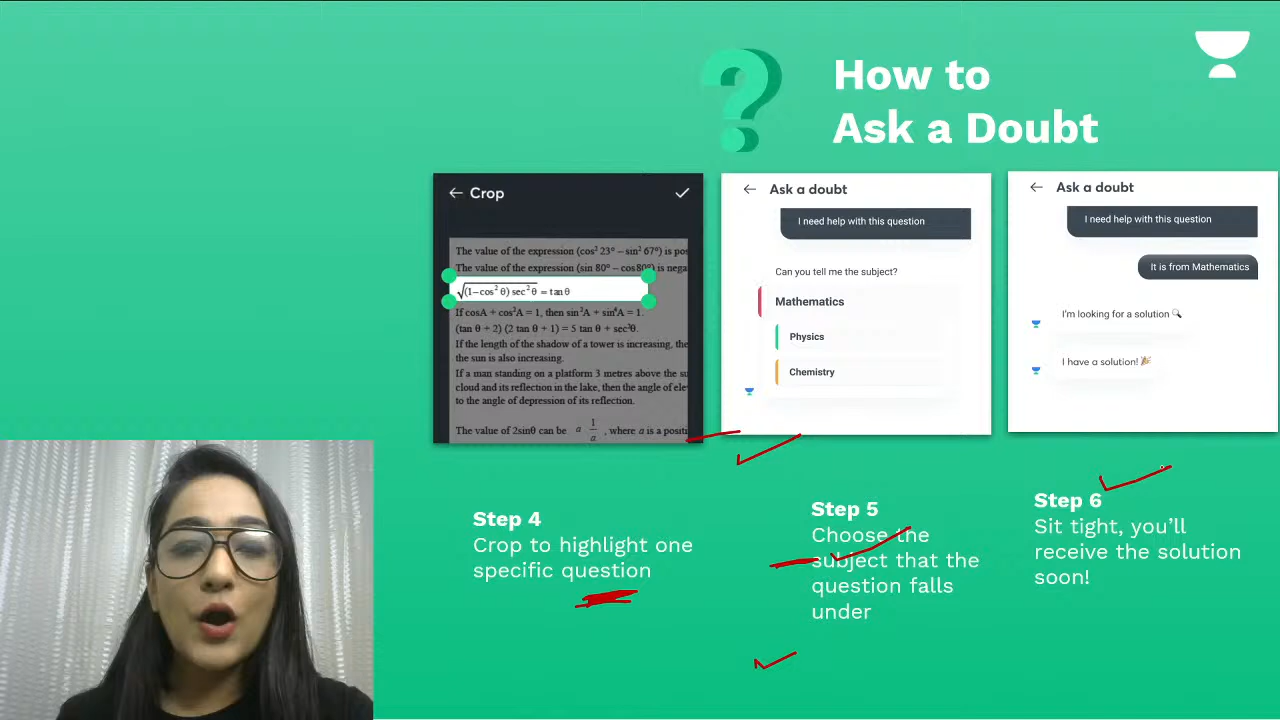 How to
Ask a Doubt
Crop
The value of the expression (cos² 23° – sin² 67°) is pos
The value of the expression (sin 80° – cos80°) is nega
√(1–cos² θ) sec² θ = tan θ
If cosA + cos²A = 1, then sin²A + sin⁴A = 1.
(tan θ + 2) (2 tan θ + 1) = 5 tan θ + sec²θ.
If the length of the shadow of a tower is increasing, the
the sun is also increasing.
If a man standing on a platform 3 metres above the su
cloud and its reflection in the lake, then the angle of ele
to the angle of depression of its reflection.
The value of 2sinθ can be a 1/a , where a is a positi
Ask a doubt
I need help with this question
Can you tell me the subject?
Mathematics
Physics
Chemistry
Ask a doubt
I need help with this question
It is from Mathematics
I'm looking for a solution 🔍
I have a solution! 🎉
Step 4
Crop to highlight one
specific question
Step 5
Choose the
subject that the
question falls
under
Step 6
Sit tight, you'll
receive the solution
soon!